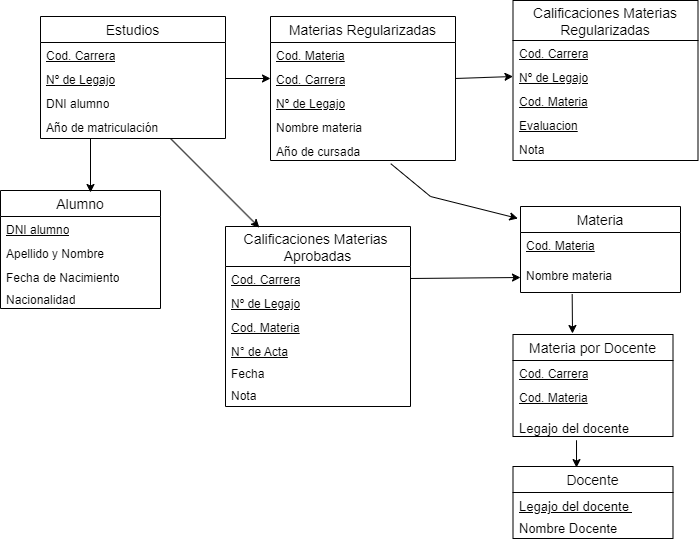 Estudios
Cod. Carrera
Nº de Legajo
DNI alumno
Año de matriculación
Materias Regularizadas
Cod. Materia
Cod. Carrera
Nº de Legajo
Nombre materia
Año de cursada
Calificaciones Materias
Regularizadas
Cod. Carrera
Nº de Legajo
Cod. Materia
Evaluacion
Nota
Alumno
DNI alumno
Apellido y Nombre
Fecha de Nacimiento
Nacionalidad
Calificaciones Materias
Aprobadas
Cod. Carrera
Nº de Legajo
Cod. Materia
N° de Acta
Fecha
Nota
Materia
Cod. Materia
Nombre materia
Materia por Docente
Cod. Carrera
Cod. Materia
Legajo del docente
Docente
Legajo del docente
Nombre Docente